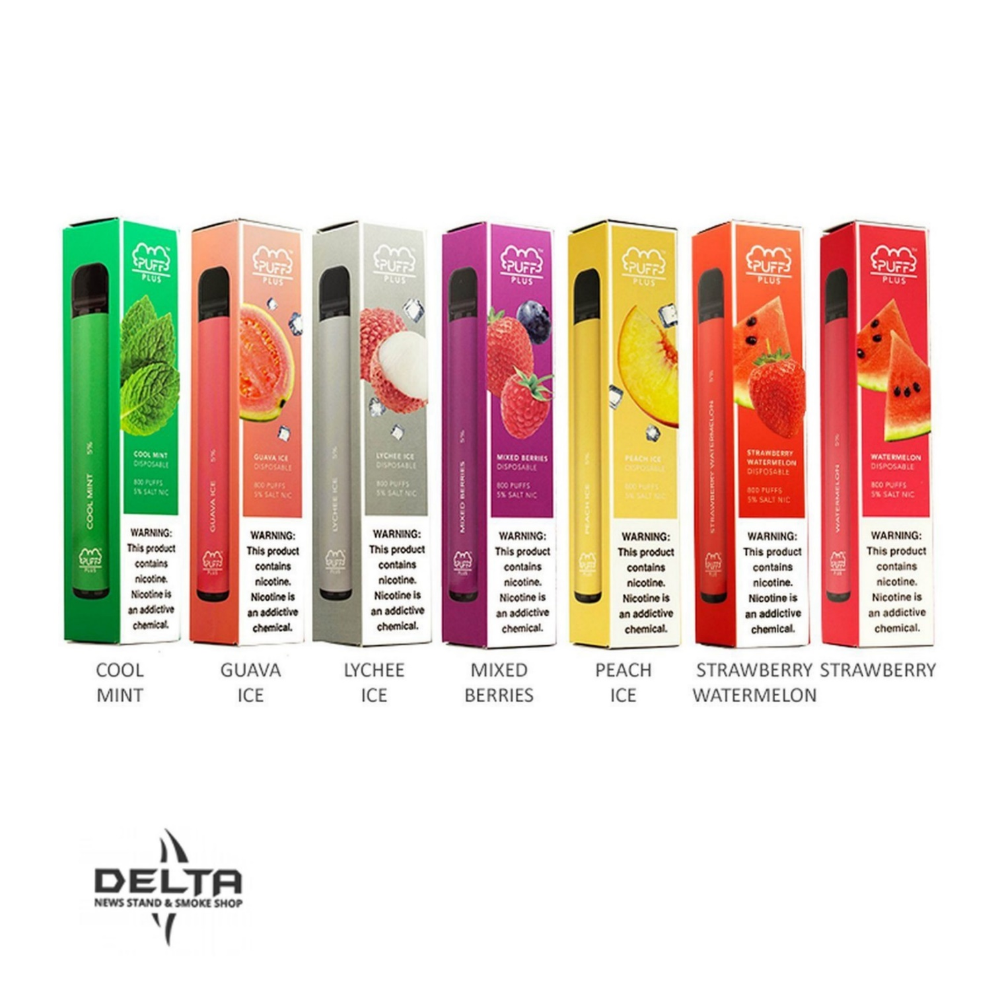 PUFF
PLUS
COOL MINT
DISPOSABLE
800 PUFFS
5% SALT NIC
COOL MINT 5%
PUFF
PLUS
WARNING:
This product
contains
nicotine.
Nicotine is
an addictive
chemical.
COOL
MINT
PUFF
PLUS
GUAVA ICE
DISPOSABLE
800 PUFFS
5% SALT NIC
GUAVA ICE 5%
PUFF
PLUS
WARNING:
This product
contains
nicotine.
Nicotine is
an addictive
chemical.
GUAVA
ICE
PUFF
PLUS
LYCHEE ICE
DISPOSABLE
800 PUFFS
5% SALT NIC
LYCHEE ICE 5%
PUFF
PLUS
WARNING:
This product
contains
nicotine.
Nicotine is
an addictive
chemical.
LYCHEE
ICE
PUFF
PLUS
MIXED BERRIES
DISPOSABLE
800 PUFFS
5% SALT NIC
MIXED BERRIES 5%
PUFF
PLUS
WARNING:
This product
contains
nicotine.
Nicotine is
an addictive
chemical.
MIXED
BERRIES
PUFF
PLUS
PEACH ICE
DISPOSABLE
800 PUFFS
5% SALT NIC
PEACH ICE 5%
PUFF
PLUS
WARNING:
This product
contains
nicotine.
Nicotine is
an addictive
chemical.
PEACH
ICE
PUFF
PLUS
STRAWBERRY
WATERMELON
DISPOSABLE
800 PUFFS
5% SALT NIC
STRAWBERRY WATERMELON 5%
PUFF
PLUS
WARNING:
This product
contains
nicotine.
Nicotine is
an addictive
chemical.
STRAWBERRY
WATERMELON
PUFF
PLUS
WATERMELON
DISPOSABLE
800 PUFFS
5% SALT NIC
WATERMELON 5%
PUFF
PLUS
WARNING:
This product
contains
nicotine.
Nicotine is
an addictive
chemical.
STRAWBERRY
DELTA
NEWS STAND & SMOKE SHOP